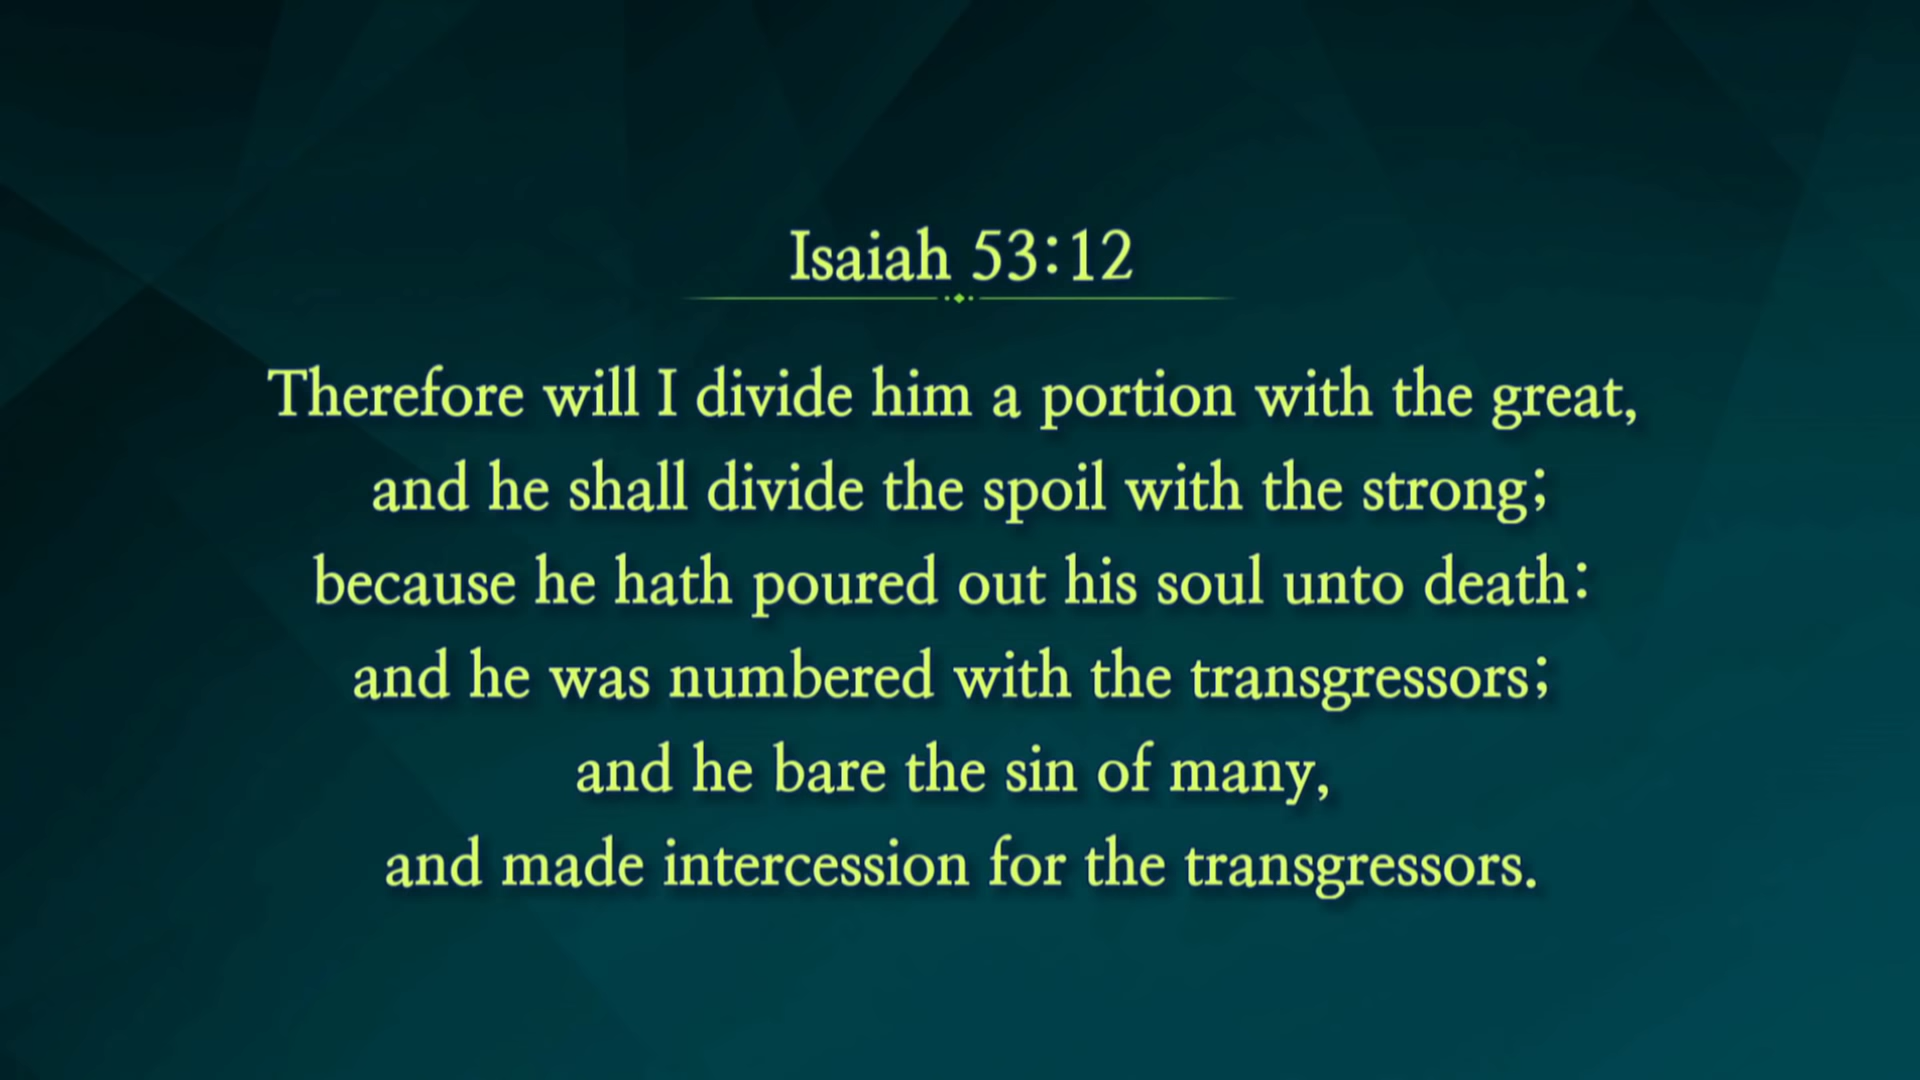 Isaiah 53:12
Therefore will I divide him a portion with the great,
and he shall divide the spoil with the strong;
because he hath poured out his soul unto death:
and he was numbered with the transgressors;
and he bare the sin of many,
and made intercession for the transgressors.